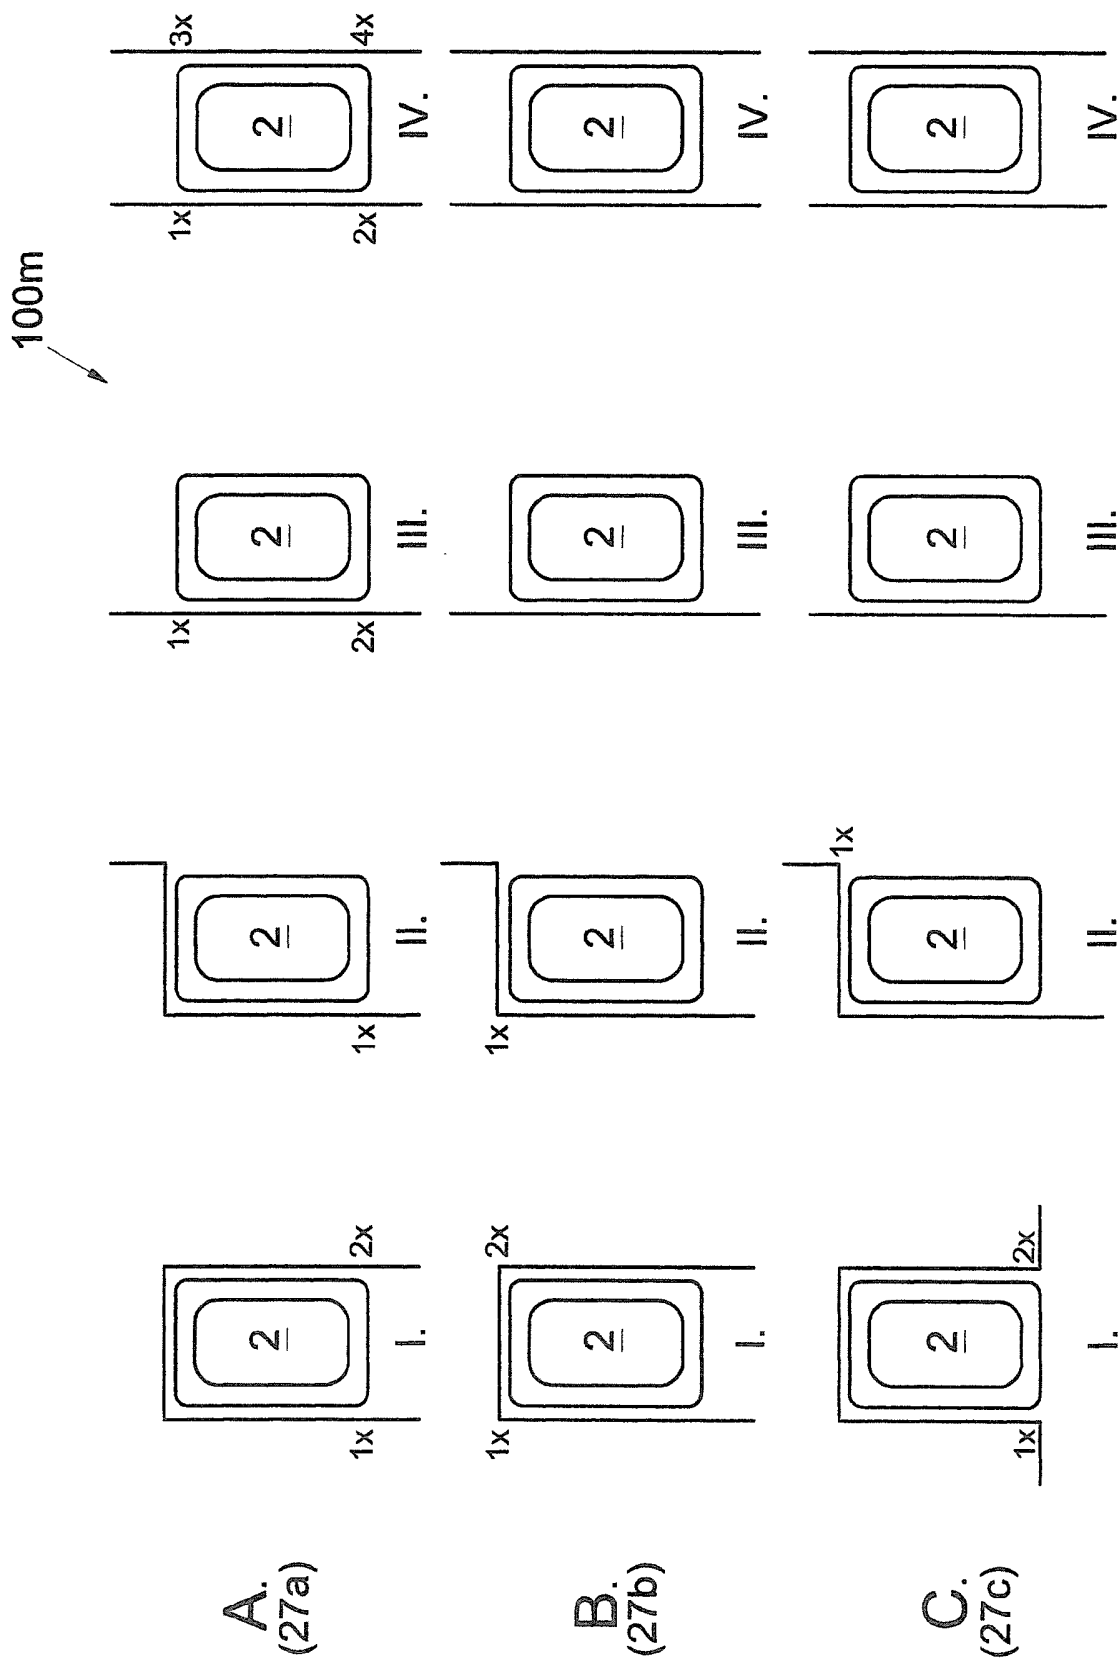 100m
1x 1x 3x
A. 2 2 2 2
(27a)
1x 2x 1x 2x 2x 4x
I. II. III. IV.
1x 2x 1x
B. 2 2 2 2
(27b)
I. II. III. IV.
1x
C. 2 2 2 2
(27c)
1x 2x
I. II. III. IV.